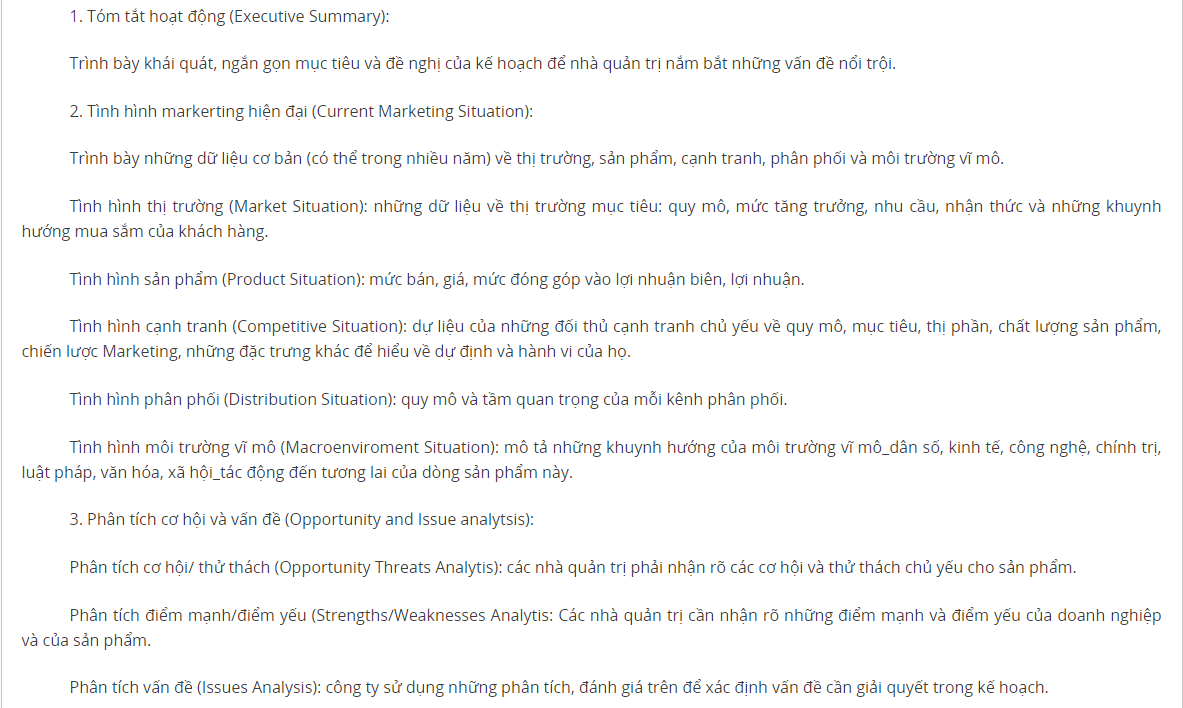 1. Tóm tắt hoạt động (Executive Summary):
Trình bày khái quát, ngắn gọn mục tiêu và đề nghị của kế hoạch để nhà quản trị nắm bắt những vấn đề nổi trội.
2. Tình hình markerting hiện đại (Current Marketing Situation):
Trình bày những dữ liệu cơ bản (có thể trong nhiều năm) về thị trường, sản phẩm, cạnh tranh, phân phối và môi trường vĩ mô.
Tình hình thị trường (Market Situation): những dữ liệu về thị trường mục tiêu: quy mô, mức tăng trưởng, nhu cầu, nhận thức và những khuynh
hướng mua sắm của khách hàng.
Tình hình sản phẩm (Product Situation): mức bán, giá, mức đóng góp vào lợi nhuận biên, lợi nhuận.
Tình hình cạnh tranh (Competitive Situation): dự liệu của những đối thủ cạnh tranh chủ yếu về quy mô, mục tiêu, thị phần, chất lượng sản phẩm,
chiến lược Marketing, những đặc trưng khác để hiểu về dự định và hành vi của họ.
Tình hình phân phối (Distribution Situation): quy mô và tầm quan trọng của mỗi kênh phân phối.
Tình hình môi trường vĩ mô (Macroenviroment Situation): mô tả những khuynh hướng của môi trường vĩ mô_dân số, kinh tế, công nghệ, chính trị,
luật pháp, văn hóa, xã hội_tác động đến tương lai của dòng sản phẩm này.
3. Phân tích cơ hội và vấn đề (Opportunity and Issue analytsis):
Phân tích cơ hội/ thử thách (Opportunity Threats Analytis): các nhà quản trị phải nhận rõ các cơ hội và thử thách chủ yếu cho sản phẩm.
Phân tích điểm mạnh/điểm yếu (Strengths/Weaknesses Analytis: Các nhà quản trị cần nhận rõ những điểm mạnh và điểm yếu của doanh nghiệp
và của sản phẩm.
Phân tích vấn đề (Issues Analysis): công ty sử dụng những phân tích, đánh giá trên để xác định vấn đề cần giải quyết trong kế hoạch.